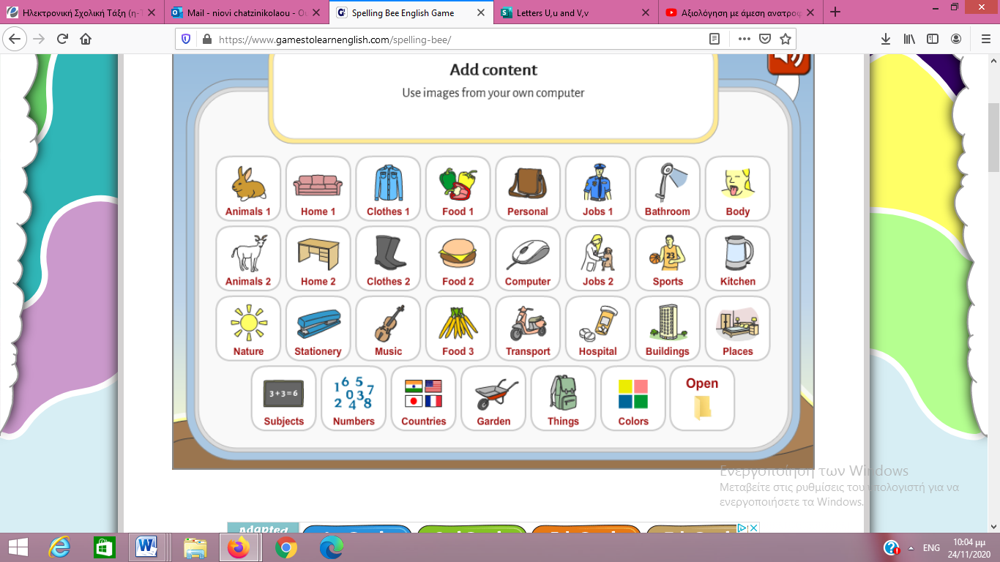 Ηλεκτρονική Σχολική Τάξη (η-Τ
Mail - niovi chatzinikolaou - Ou
Spelling Bee English Game
Letters U,u and V,v
Αξιολόγηση με άμεση ανατροφ
https://www.gamestolearnenglish.com/spelling-bee/
Add content
Use images from your own computer
Animals 1
Home 1
Clothes 1
Food 1
Personal
Jobs 1
Bathroom
Body
23
Animals 2
Home 2
Clothes 2
Food 2
Computer
Jobs 2
Sports
Kitchen
Nature
Stationery
Music
Food 3
Transport
Hospital
Buildings
Places
3+3=6
1 6 5 7
0 3
2 4 8
Open
Subjects
Numbers
Countries
Garden
Things
Colors
Ενεργοποίηση των Windows
Μεταβείτε στις ρυθμίσεις του υπολογιστή για να
ενεργοποιήσετε τα Windows.
Adapted
ENG
10:04 μμ
24/11/2020